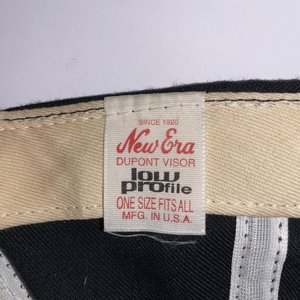 SINCE 1920
New Era
DUPONT VISOR
low
profile
ONE SIZE FITS ALL
MFG. IN U.S.A.